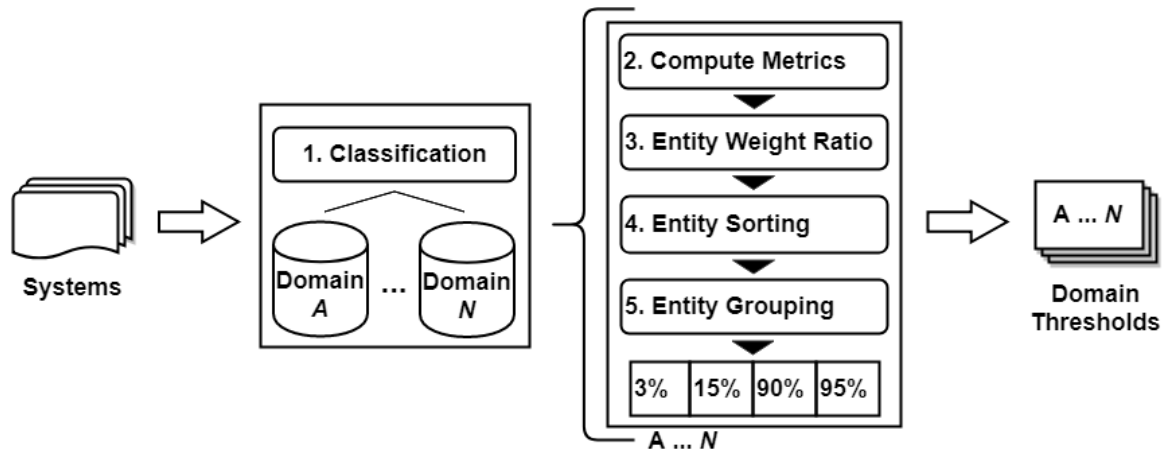 Systems
1. Classification
Domain
A
...
Domain
N
2. Compute Metrics
3. Entity Weight Ratio
4. Entity Sorting
5. Entity Grouping
3% 15% 90% 95%
A ... N
A ... N
Domain
Thresholds